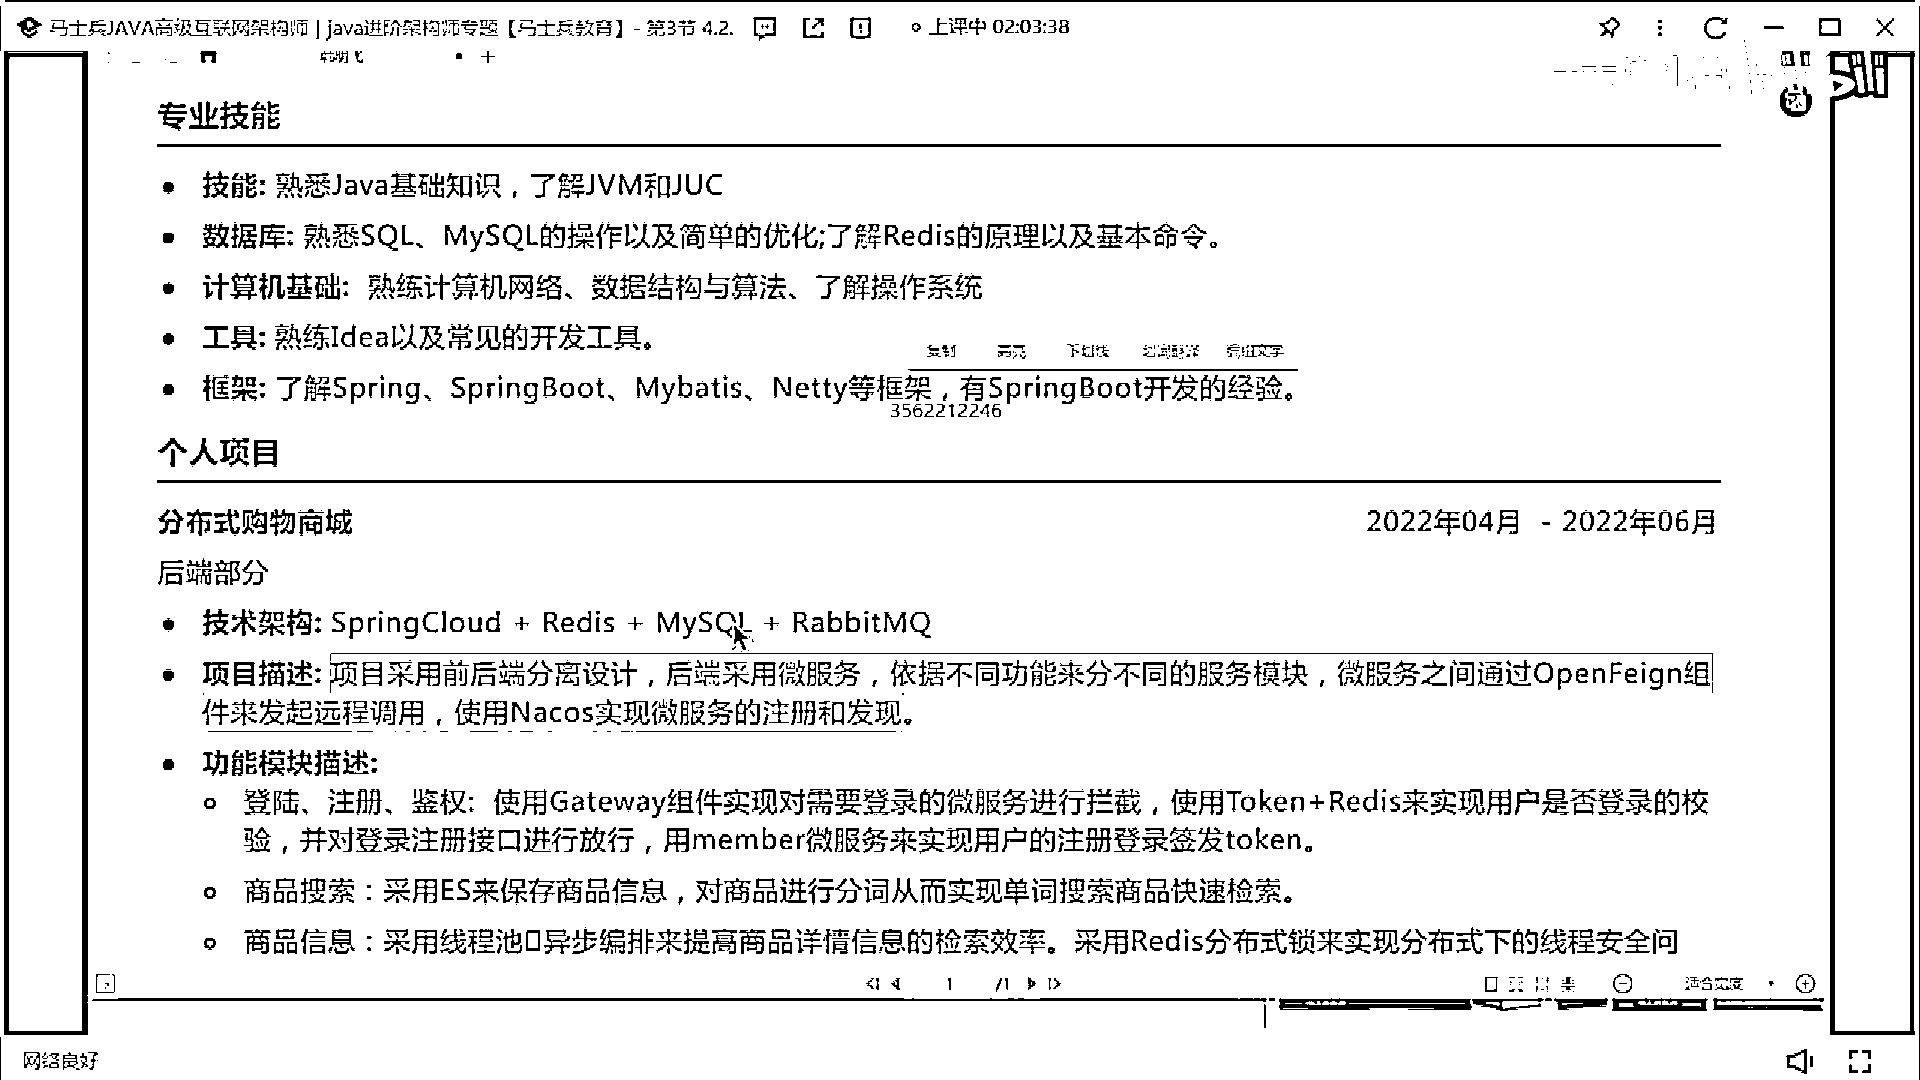 马士兵JAVA高级互联网架构师 | java进阶架构师专题【马士兵教育】- 第3节 4.2. 上课中 02:03:38
专业技能
技能: 熟悉Java基础知识，了解JVM和JUC
数据库: 熟悉SQL、MySQL的操作以及简单的优化;了解Redis的原理以及基本命令。
计算机基础: 熟练计算机网络、数据结构与算法、了解操作系统
工具: 熟练Idea以及常见的开发工具。
复制 高亮 下划线
框架: 了解Spring、SpringBoot、Mybatis、Netty等框架，有SpringBoot开发的经验。
3562212246
个人项目
分布式购物商城 2022年04月 - 2022年06月
后端部分
技术架构: SpringCloud + Redis + MySQL + RabbitMQ
项目描述: 项目采用前后端分离设计，后端采用微服务，依据不同功能来分不同的服务模块，微服务之间通过OpenFeign组
件来发起远程调用，使用Nacos实现微服务的注册和发现。
功能模块描述:
登陆、注册、鉴权: 使用Gateway组件实现对需要登录的微服务进行拦截，使用Token+Redis来实现用户是否登录的校
验，并对登录注册接口进行放行，用member微服务来实现用户的注册登录签发token。
商品搜索：采用ES来保存商品信息，对商品进行分词从而实现单词搜索商品快速检索。
商品信息：采用线程池▯异步编排来提高商品详情信息的检索效率。采用Redis分布式锁来实现分布式下的线程安全问
1 /1 适合宽度
网络良好